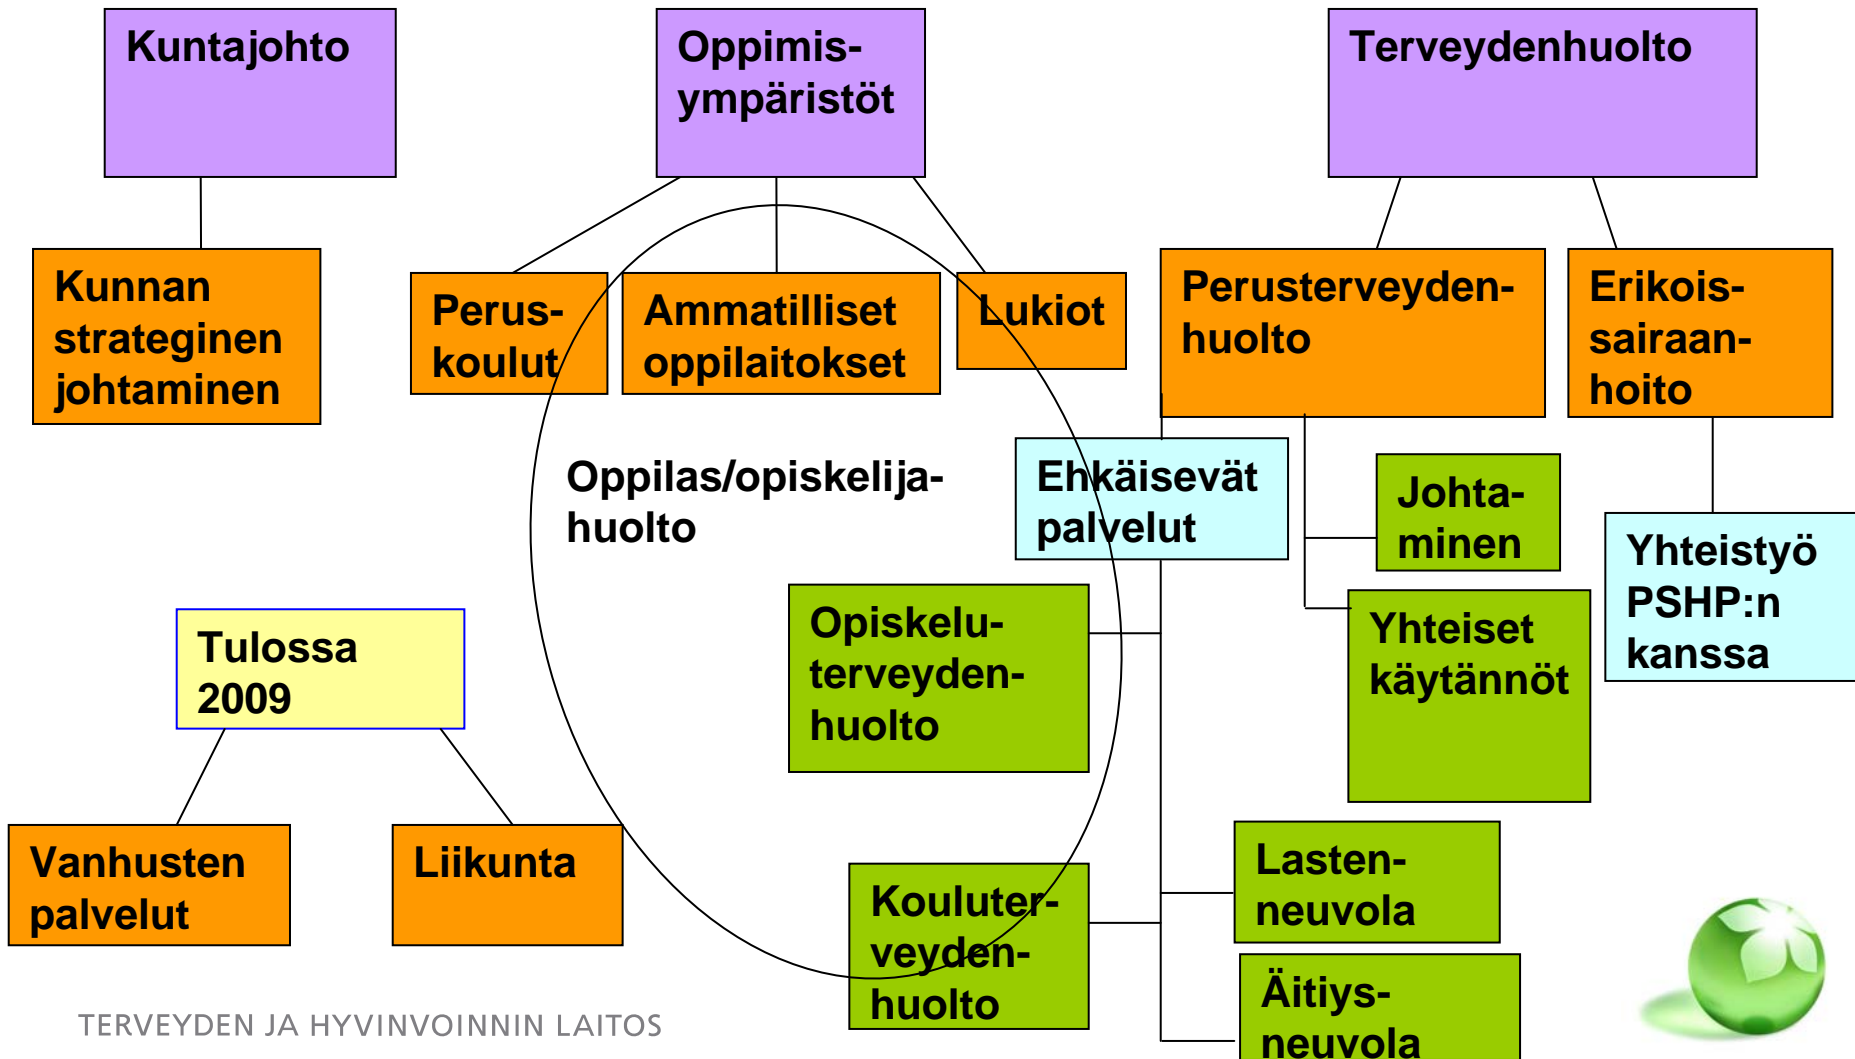 Kuntajohto
Oppimis-
ympäristöt
Terveydenhuolto
Kunnan
strateginen
johtaminen
Perus-
koulut
Ammatilliset
oppilaitokset
Lukiot
Perusterveyden-
huolto
Erikois-
sairaan-
hoito
Oppilas/opiskelija-
huolto
Ehkäisevät
palvelut
Johta-
minen
Yhteistyö
PSHP:n
kanssa
Tulossa
2009
Opiskelu-
terveyden-
huolto
Yhteiset
käytännöt
Vanhusten
palvelut
Liikunta
Kouluter-
veyden-
huolto
Lasten-
neuvola
Äitiys-
neuvola
TERVEYDEN JA HYVINVOINNIN LAITOS